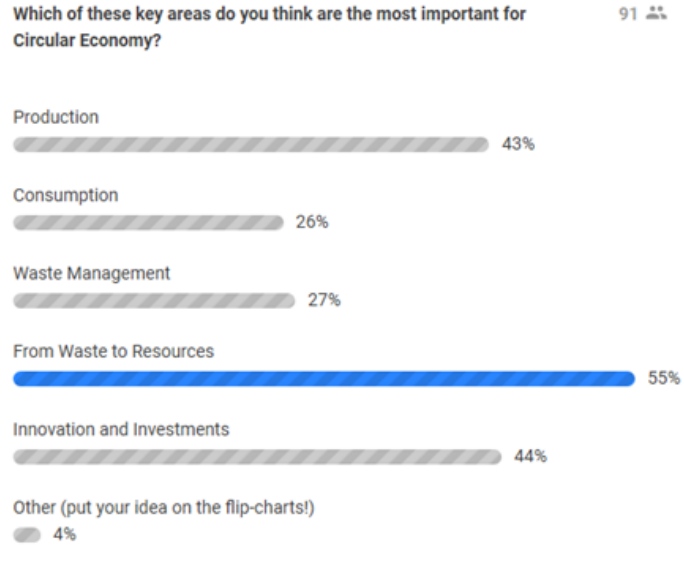 Which of these key areas do you think are the most important for
91
Circular Economy?
Production
43%
Consumption
26%
Waste Management
27%
From Waste to Resources
55%
Innovation and Investments
44%
Other (put your idea on the flip-charts!)
4%